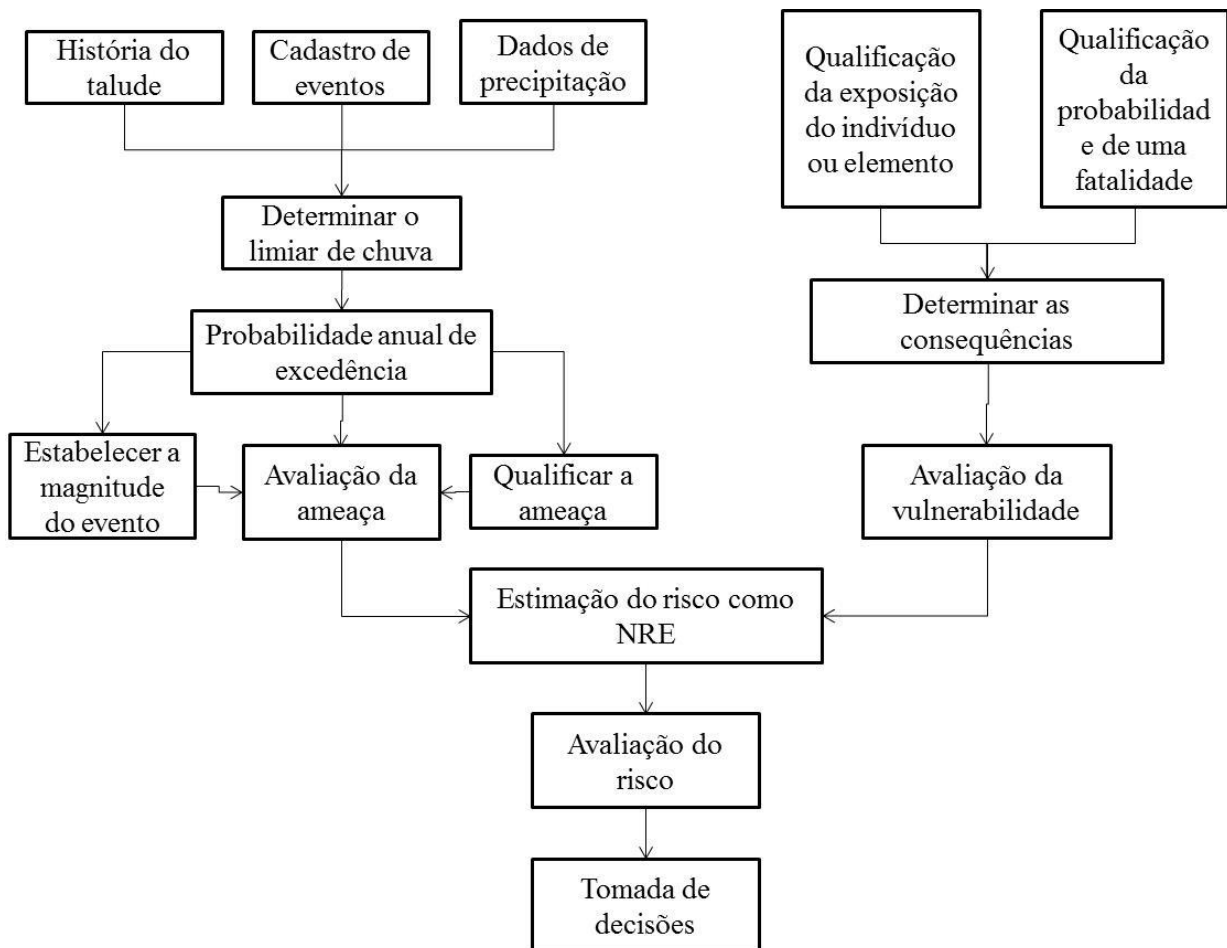 História do
talude
Cadastro de
eventos
Dados de
precipitação
Qualificação
da exposição
do indivíduo
ou elemento
Qualificação
da
probabilidad
e de uma
fatalidade
Determinar o
limiar de chuva
Determinar as
consequências
Probabilidade anual de
excedência
Estabelecer a
magnitude
do evento
Avaliação da
ameaça
Qualificar a
ameaça
Avaliação da
vulnerabilidade
Estimação do risco como
NRE
Avaliação do
risco
Tomada de
decisões